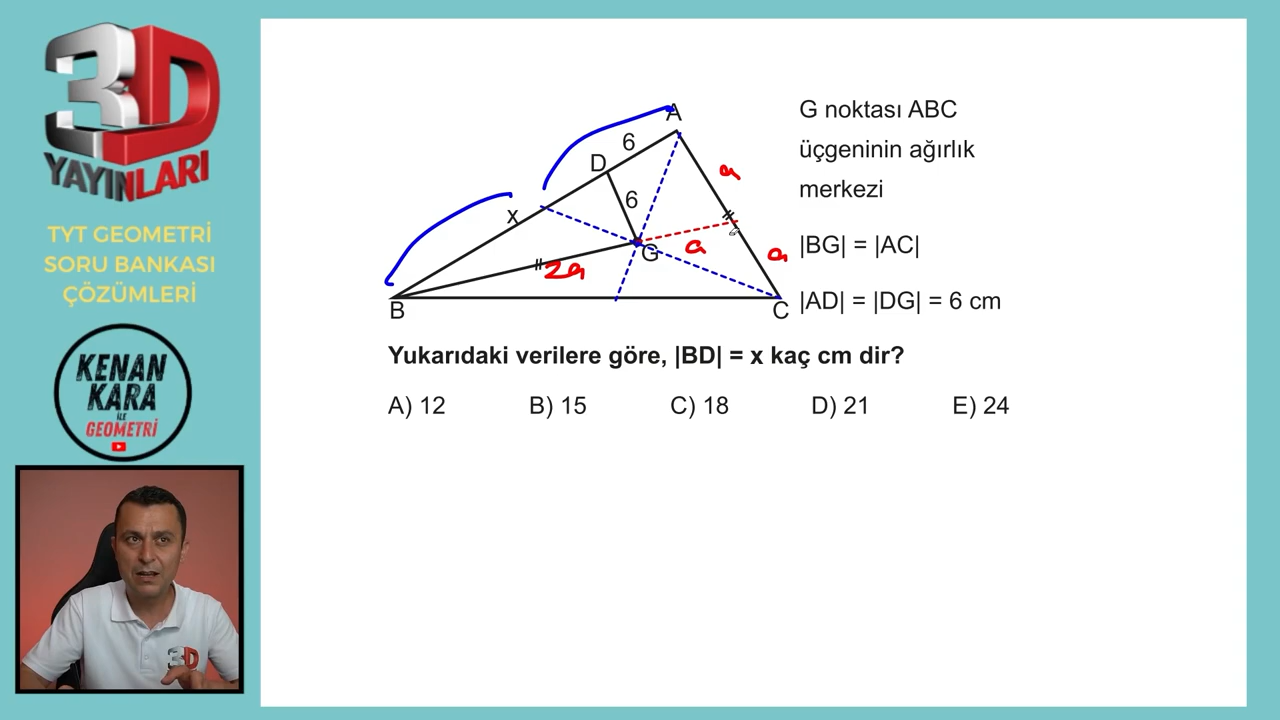 3D
YAYINLARI
TYT GEOMETRİ
SORU BANKASI
ÇÖZÜMLERİ
KENAN
KARA
İLE
GEOMETRİ
3D
A
6
D
6
x
a
a
a
G
2a
B
C
G noktası ABC
üçgeninin ağırlık
merkezi
|BG| = |AC|
|AD| = |DG| = 6 cm
Yukarıdaki verilere göre, |BD| = x kaç cm dir?
A) 12 B) 15 C) 18 D) 21 E) 24